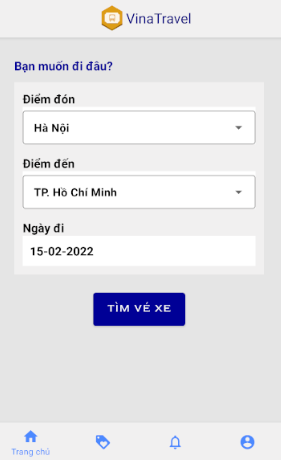 VinaTravel
Bạn muốn đi đâu?
Điểm đón
Hà Nội
Điểm đến
TP. Hồ Chí Minh
Ngày đi
15-02-2022
TÌM VÉ XE
Trang chủ